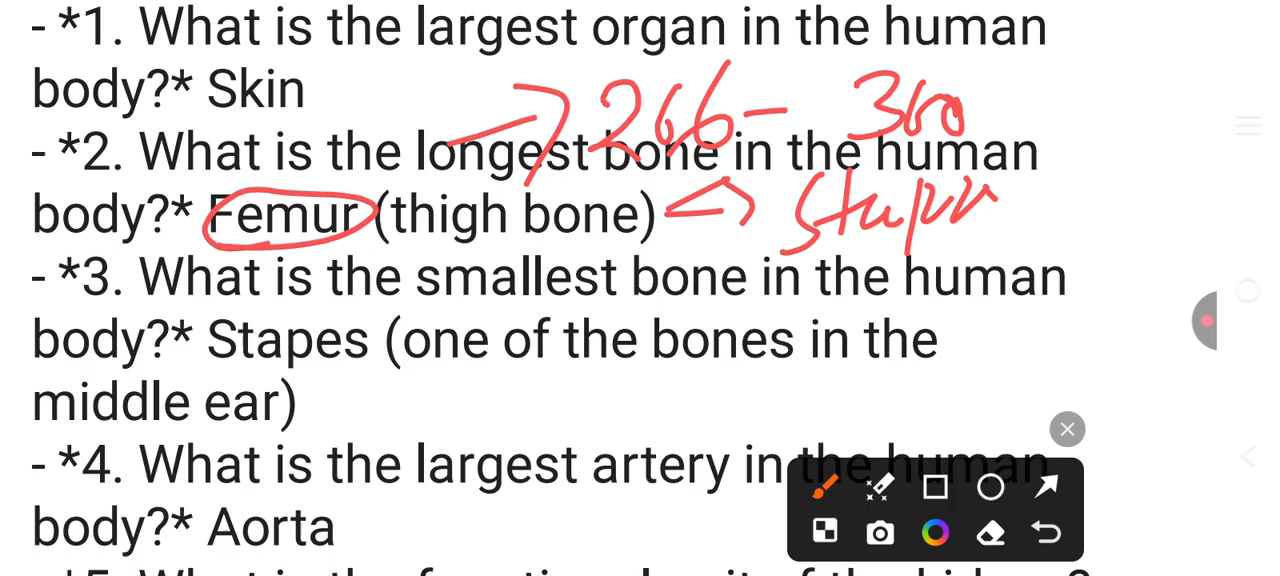 - *1. What is the largest organ in the human
body?* Skin
266 - 300
- *2. What is the longest bone in the human
body?* Femur (thigh bone)
- *3. What is the smallest bone in the human
body?* Stapes (one of the bones in the
middle ear)
- *4. What is the largest artery in the human
body?* Aorta